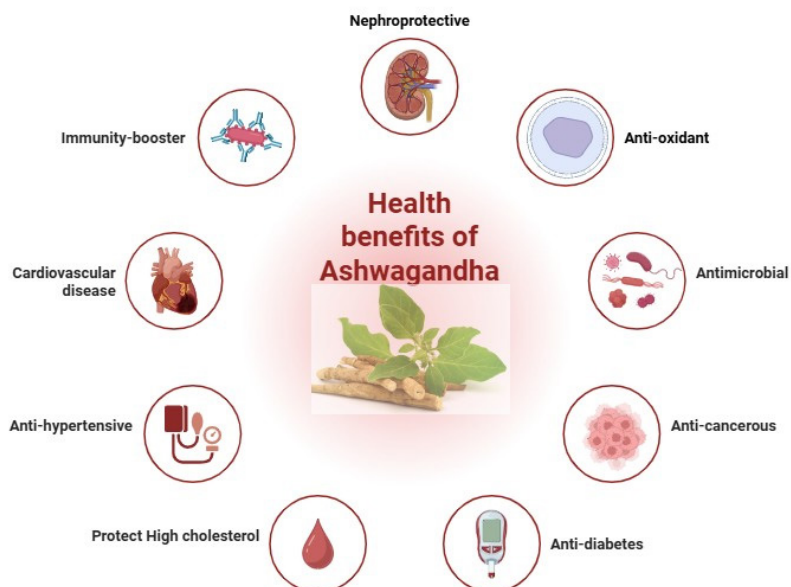 Nephroprotective
Immunity-booster
Anti-oxidant
Health
benefits of
Ashwagandha
Cardiovascular
disease
Antimicrobial
Anti-hypertensive
Anti-cancerous
Protect High cholesterol
Anti-diabetes